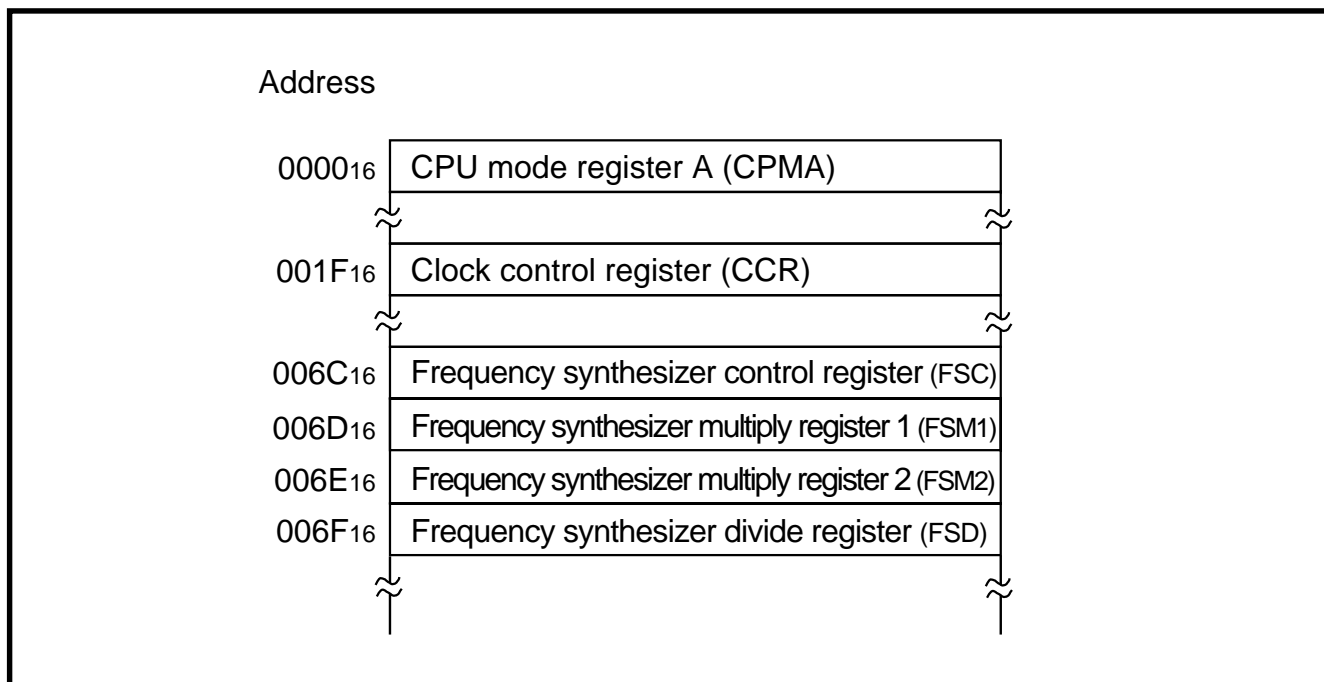 Address
000016 CPU mode register A (CPMA)
001F16 Clock control register (CCR)
006C16 Frequency synthesizer control register (FSC)
006D16 Frequency synthesizer multiply register 1 (FSM1)
006E16 Frequency synthesizer multiply register 2 (FSM2)
006F16 Frequency synthesizer divide register (FSD)